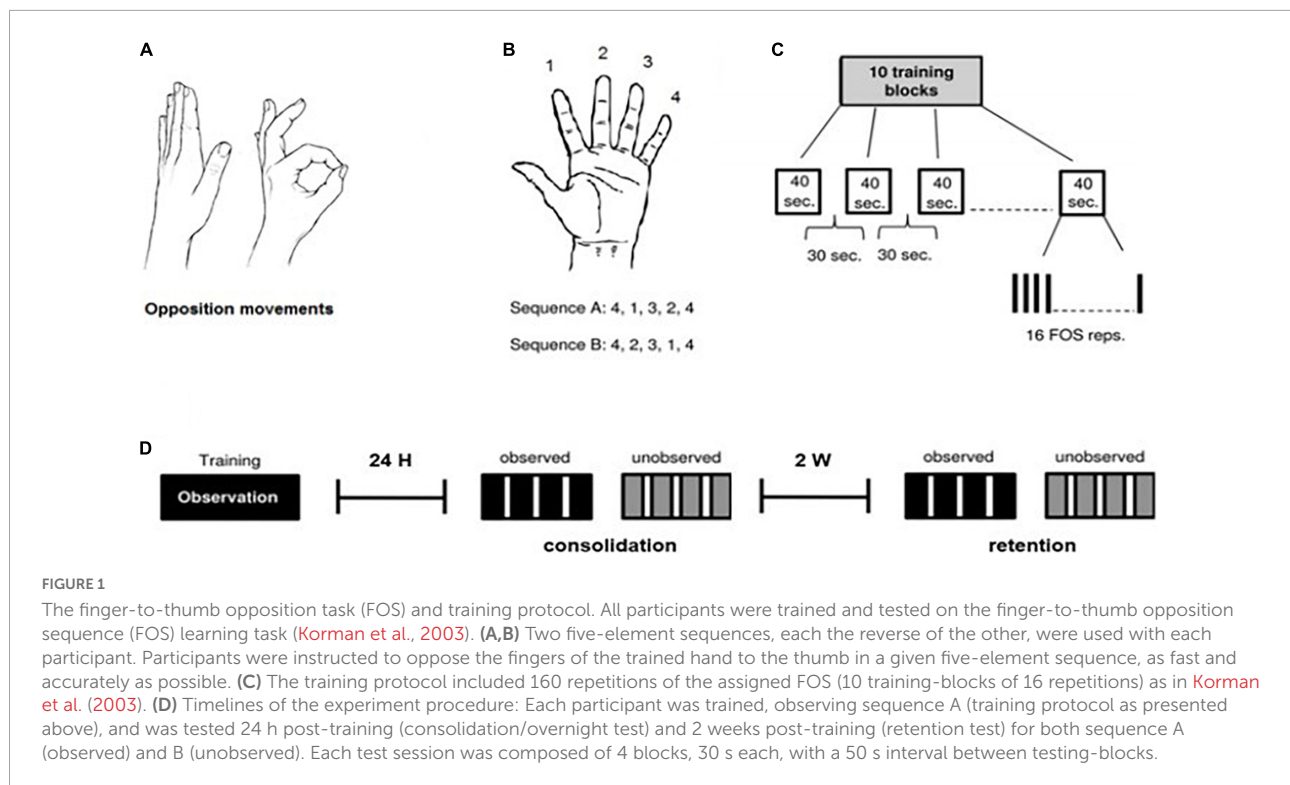 A
B
C
1
2
3
4
10 training
blocks
40
sec.
40
sec.
40
sec.
40
sec.
30 sec.
30 sec.
16 FOS reps.
Opposition movements
Sequence A: 4, 1, 3, 2, 4
Sequence B: 4, 2, 3, 1, 4
D
Training
Observation
24 H
observed
unobserved
consolidation
2 W
observed
unobserved
retention
FIGURE 1
The finger-to-thumb opposition task (FOS) and training protocol. All participants were trained and tested on the finger-to-thumb opposition
sequence (FOS) learning task (Korman et al., 2003). (A,B) Two five-element sequences, each the reverse of the other, were used with each
participant. Participants were instructed to oppose the fingers of the trained hand to the thumb in a given five-element sequence, as fast and
accurately as possible. (C) The training protocol included 160 repetitions of the assigned FOS (10 training-blocks of 16 repetitions) as in Korman
et al. (2003). (D) Timelines of the experiment procedure: Each participant was trained, observing sequence A (training protocol as presented
above), and was tested 24 h post-training (consolidation/overnight test) and 2 weeks post-training (retention test) for both sequence A
(observed) and B (unobserved). Each test session was composed of 4 blocks, 30 s each, with a 50 s interval between testing-blocks.